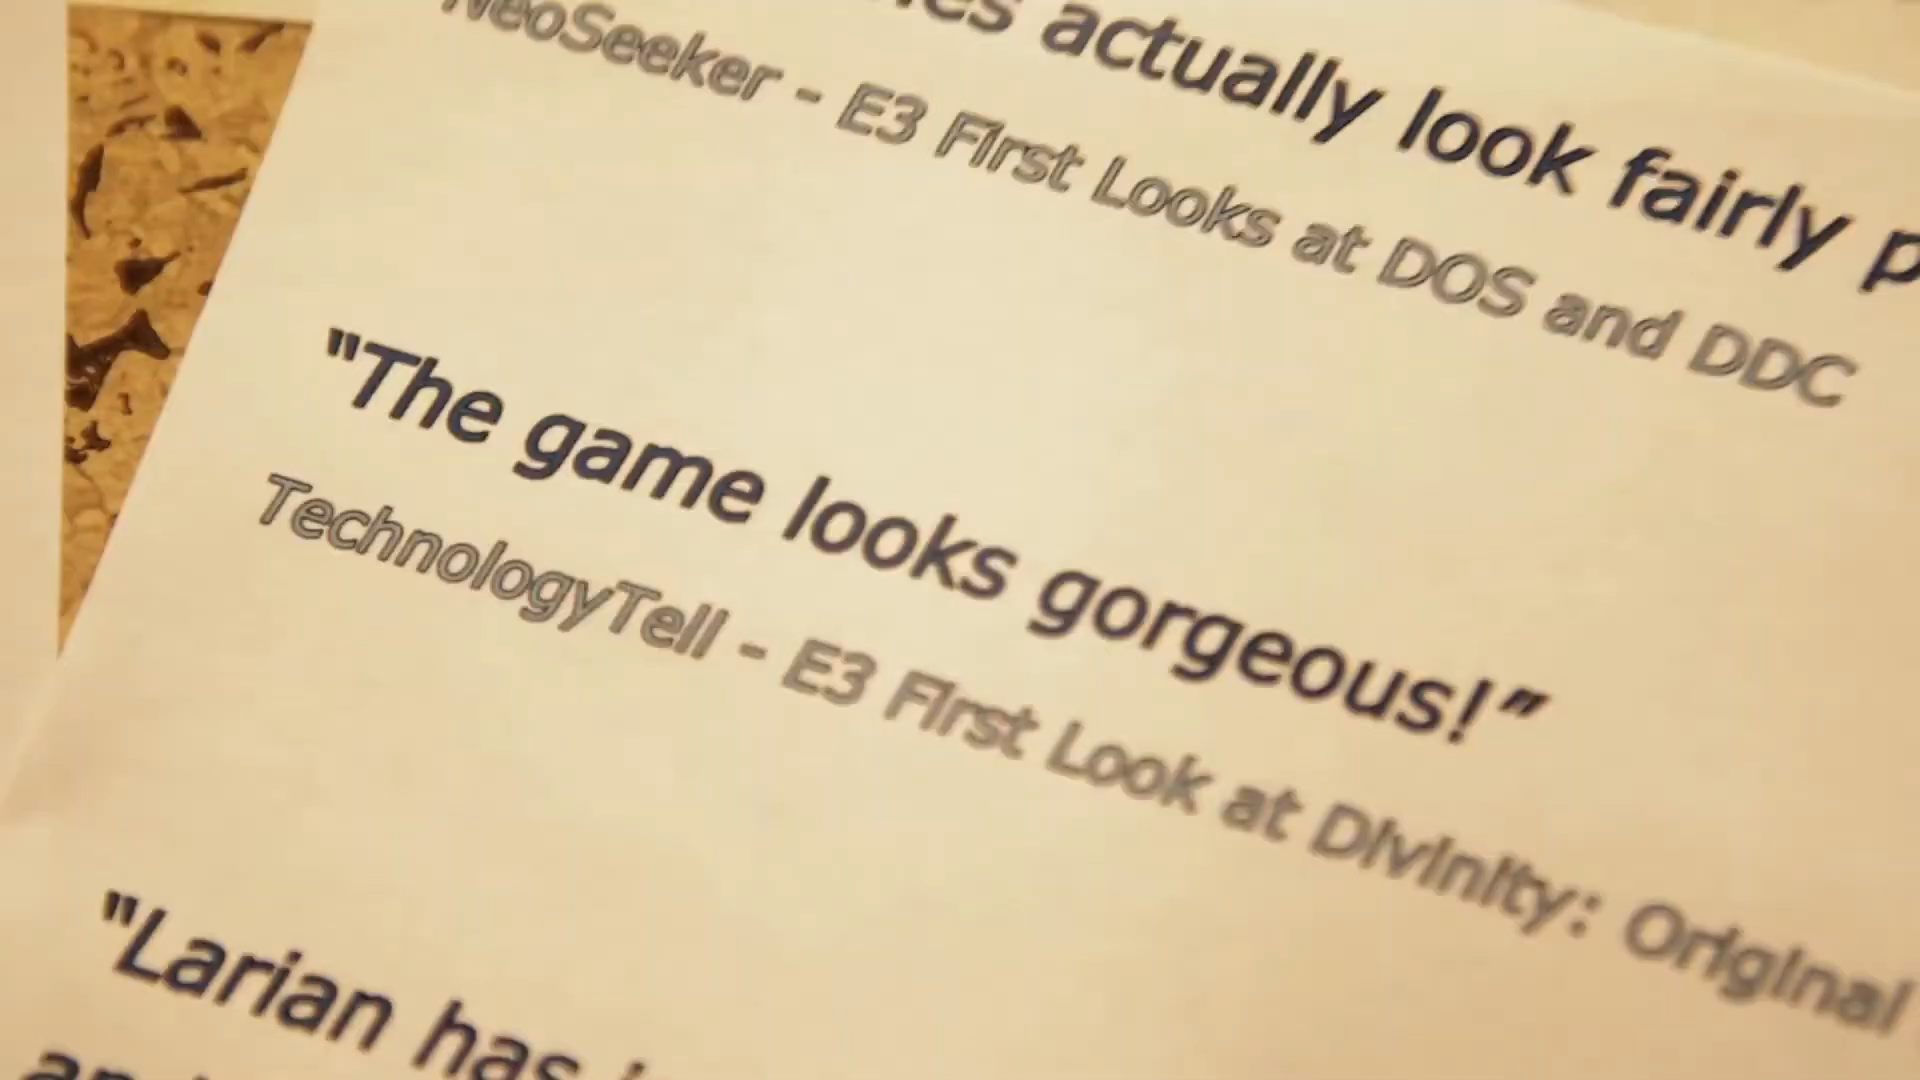 actually look fairly
NeoSeeker - E3 First Looks at DOS and DDC
"The game looks gorgeous!”
TechnologyTell - E3 First Look at Divinity: Original
"Larian has